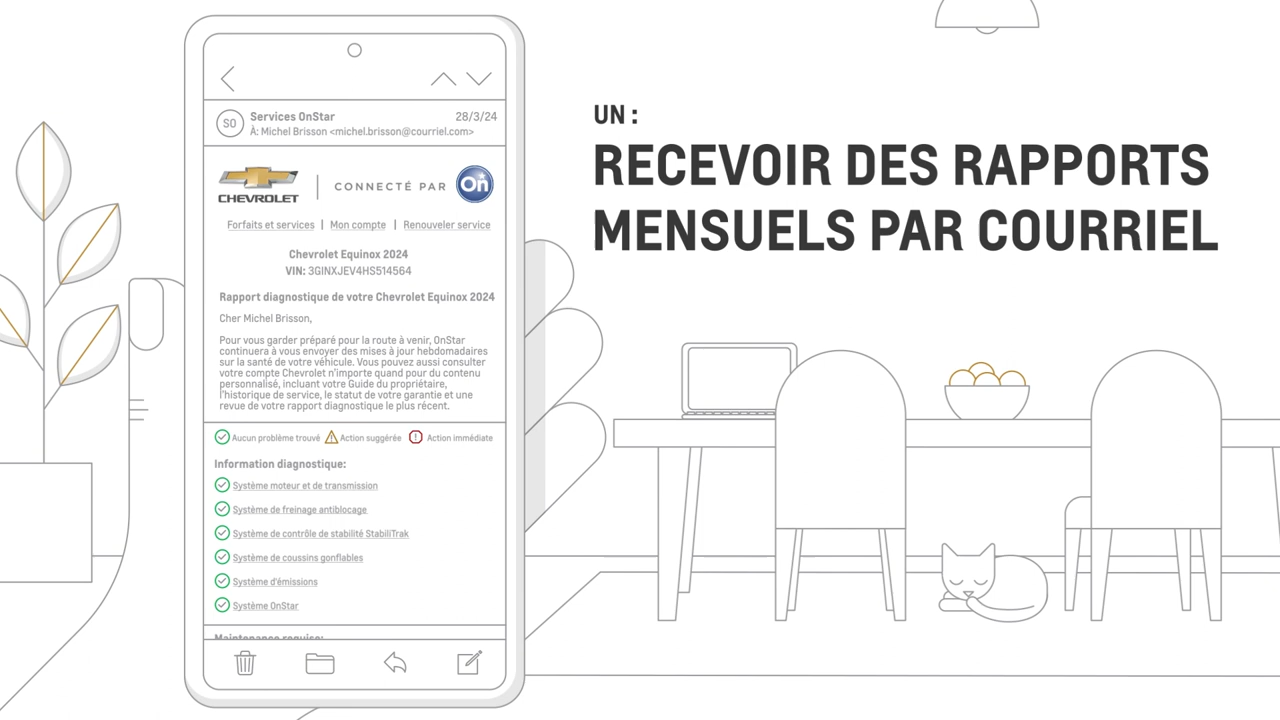 UN :
RECEVOIR DES RAPPORTS
MENSUELS PAR COURRIEL
SO
Services OnStar
28/3/24
À: Michel Brisson <michel.brisson@courriel.com>
CHEVROLET
CONNECTÉ PAR
On
Forfaits et services | Mon compte | Renouveler service
Chevrolet Equinox 2024
VIN: 3GINXJEV4HS514564
Rapport diagnostique de votre Chevrolet Equinox 2024
Cher Michel Brisson,
Pour vous garder préparé pour la route à venir, OnStar
continuera à vous envoyer des mises à jour hebdomadaires
sur la santé de votre véhicule. Vous pouvez aussi consulter
votre compte Chevrolet n'importe quand pour du contenu
personnalisé, incluant votre Guide du propriétaire,
l'historique de service, le statut de votre garantie et une
revue de votre rapport diagnostique le plus récent.
Aucun problème trouvé
Action suggérée
Action immédiate
Information diagnostique:
Système moteur et de transmission
Système de freinage antiblocage
Système de contrôle de stabilité StabiliTrak
Système de coussins gonflables
Système d'émissions
Système OnStar
Maintenance requise: